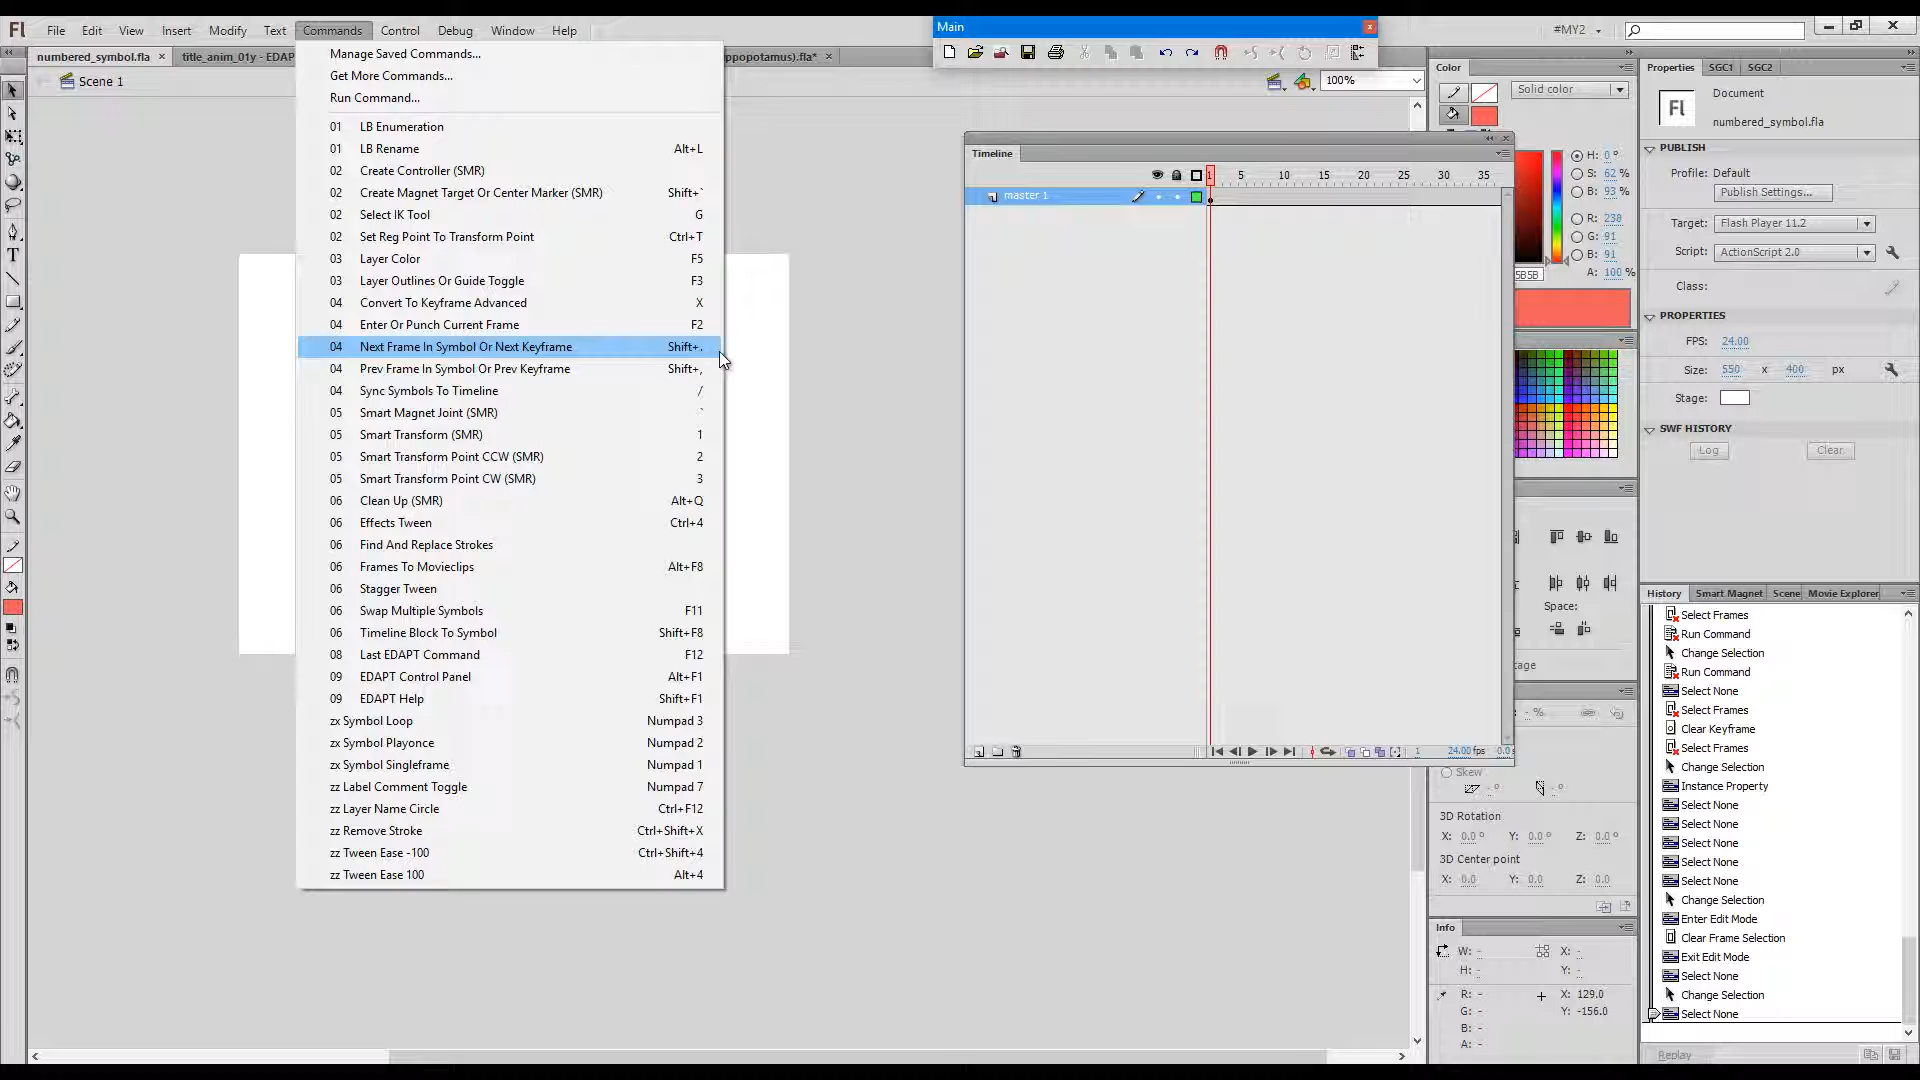 Fl File Edit View Insert Modify Text Commands Control Debug Window Help
Main
#MY2
numbered_symbol.fla × title_anim_01y - EDAP
ppopotamus).fla* ×
Scene 1
100%
Manage Saved Commands...
Get More Commands...
Run Command...
01 LB Enumeration
01 LB Rename Alt+L
02 Create Controller (SMR)
02 Create Magnet Target Or Center Marker (SMR) Shift+`
02 Select IK Tool G
02 Set Reg Point To Transform Point Ctrl+T
03 Layer Color F5
03 Layer Outlines Or Guide Toggle F3
04 Convert To Keyframe Advanced X
04 Enter Or Punch Current Frame F2
04 Next Frame In Symbol Or Next Keyframe Shift+.
04 Prev Frame In Symbol Or Prev Keyframe Shift+,
04 Sync Symbols To Timeline /
05 Smart Magnet Joint (SMR) `
05 Smart Transform (SMR) 1
05 Smart Transform Point CCW (SMR) 2
05 Smart Transform Point CW (SMR) 3
06 Clean Up (SMR) Alt+Q
06 Effects Tween Ctrl+4
06 Find And Replace Strokes
06 Frames To Movieclips Alt+F8
06 Stagger Tween
06 Swap Multiple Symbols F11
06 Timeline Block To Symbol Shift+F8
08 Last EDAPT Command F12
09 EDAPT Control Panel Alt+F1
09 EDAPT Help Shift+F1
zx Symbol Loop Numpad 3
zx Symbol Playonce Numpad 2
zx Symbol Singleframe Numpad 1
zz Label Comment Toggle Numpad 7
zz Layer Name Circle Ctrl+F12
zz Remove Stroke Ctrl+Shift+X
zz Tween Ease -100 Ctrl+Shift+4
zz Tween Ease 100 Alt+4
Timeline
1 5 10 15 20 25 30 35
master 1
1 24.00 fps 0.0 s
Color
Solid color
H: 0 °
S: 62 %
B: 93 %
R: 238
G: 91
B: 91
A: 100 %
5B5B
Space:
tage
- %
Skew
- ° - °
3D Rotation
X: 0.0 ° Y: 0.0 ° Z: 0.0 °
3D Center point
X: 0.0 Y: 0.0 Z: 0.0
Info
W: - X: -
H: - Y: -
R: - X: 129.0
G: - Y: -156.0
B: -
A: -
Properties SGC1 SGC2
Fl
Document
numbered_symbol.fla
PUBLISH
Profile: Default
Publish Settings...
Target: Flash Player 11.2
Script: ActionScript 2.0
Class:
PROPERTIES
FPS: 24.00
Size: 550 x 400 px
Stage:
SWF HISTORY
Log Clear
History Smart Magnet Scene Movie Explorer
Select Frames
Run Command
Change Selection
Run Command
Select None
Select Frames
Clear Keyframe
Select Frames
Change Selection
Instance Property
Select None
Select None
Select None
Select None
Select None
Change Selection
Enter Edit Mode
Clear Frame Selection
Exit Edit Mode
Select None
Change Selection
Select None
Replay